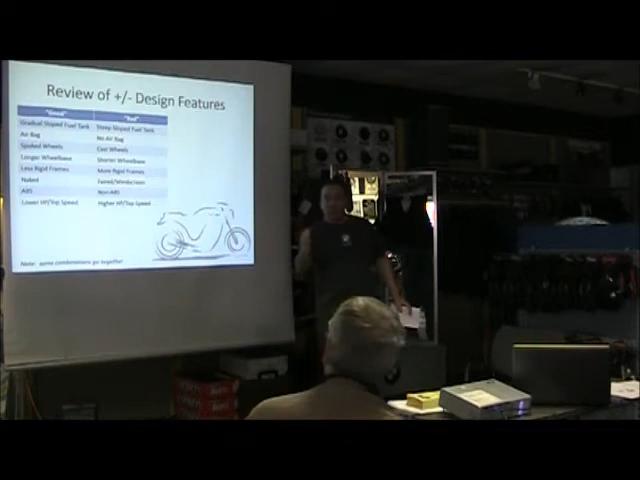 Review of +/- Design Features
"Good" "Bad"
Gradual Sloped Fuel Tank Steep Sloped Fuel Tank
Air Bag No Air Bag
Spoked Wheels Cast Wheels
Longer Wheelbase Shorter Wheelbase
Less Rigid Frames More Rigid Frames
Naked Faired/Windscreen
ABS Non-ABS
Lower HP/Top Speed Higher HP/Top Speed
Note: some combinations go together!